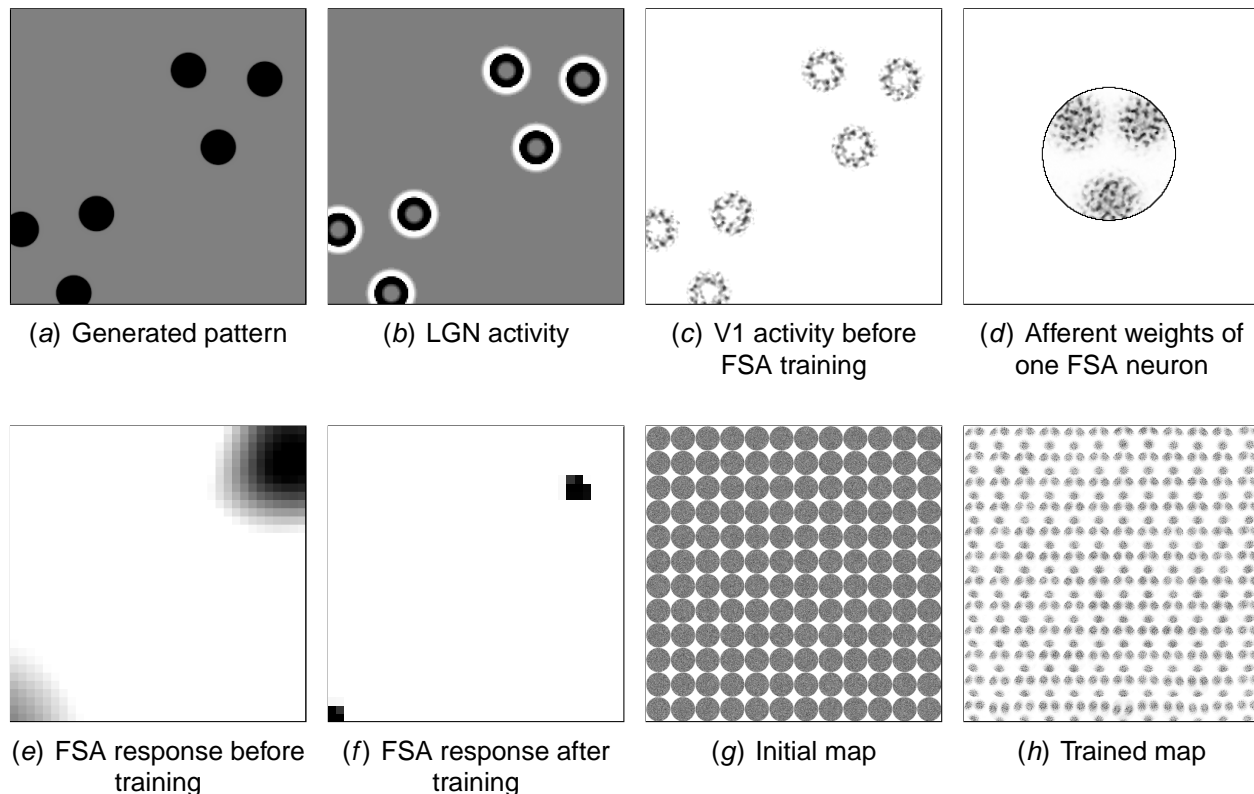 (a) Generated pattern
(b) LGN activity
(c) V1 activity before
FSA training
(d) Afferent weights of
one FSA neuron
(e) FSA response before
training
(f) FSA response after
training
(g) Initial map
(h) Trained map